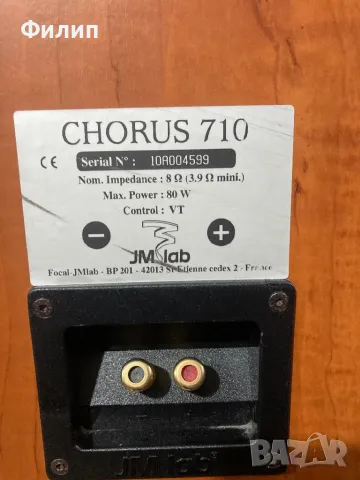 Филип
CHORUS 710
CE Serial N° : 10A004599
Nom. Impedance : 8 Ω (3.9 Ω mini.)
Max. Power : 80 W
Control : VT
− +
JMlab
Focal-JMlab - BP 201 - 42013 St-Etienne cedex 2 - France
JMlab
BAZAR